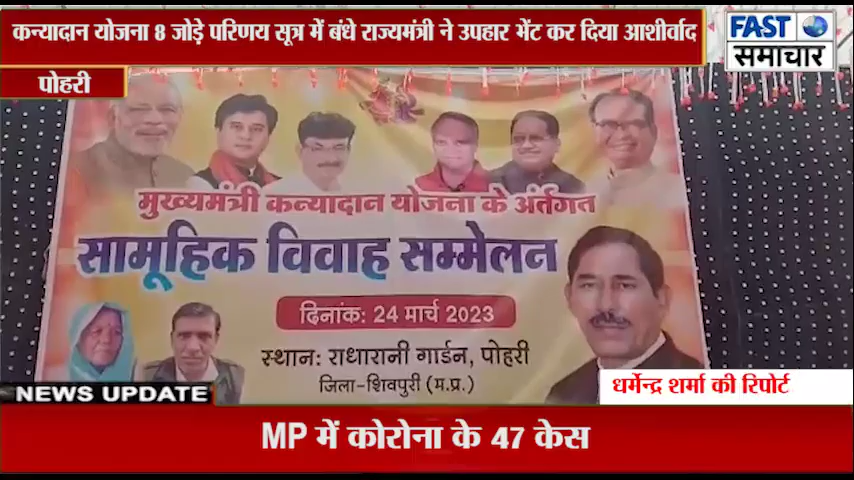 कन्यादान योजना 8 जोड़े परिणय सूत्र में बंधे राज्यमंत्री ने उपहार भेंट कर दिया आशीर्वाद
FAST
समाचार
पोहरी
मुख्यमंत्री कन्यादान योजना के अंर्तगत
सामूहिक विवाह सम्मेलन
दिनांक: 24 मार्च 2023
स्थान: राधारानी गार्डन, पोहरी
जिला-शिवपुरी (म.प्र.)
धर्मेन्द्र शर्मा की रिपोर्ट
NEWS UPDATE
MP में कोरोना के 47 केस